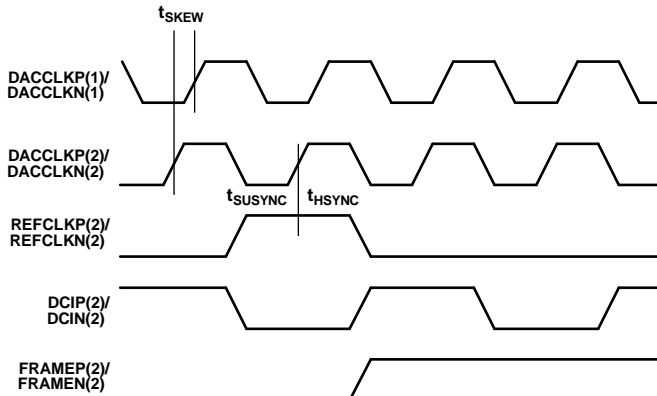 tSKEW
DACCLKP(1)/
DACCLKN(1)
DACCLKP(2)/
DACCLKN(2)
tSUSYNC tHSYNC
REFCLKP(2)/
REFCLKN(2)
DCIP(2)/
DCIN(2)
FRAMEP(2)/
FRAMEN(2)